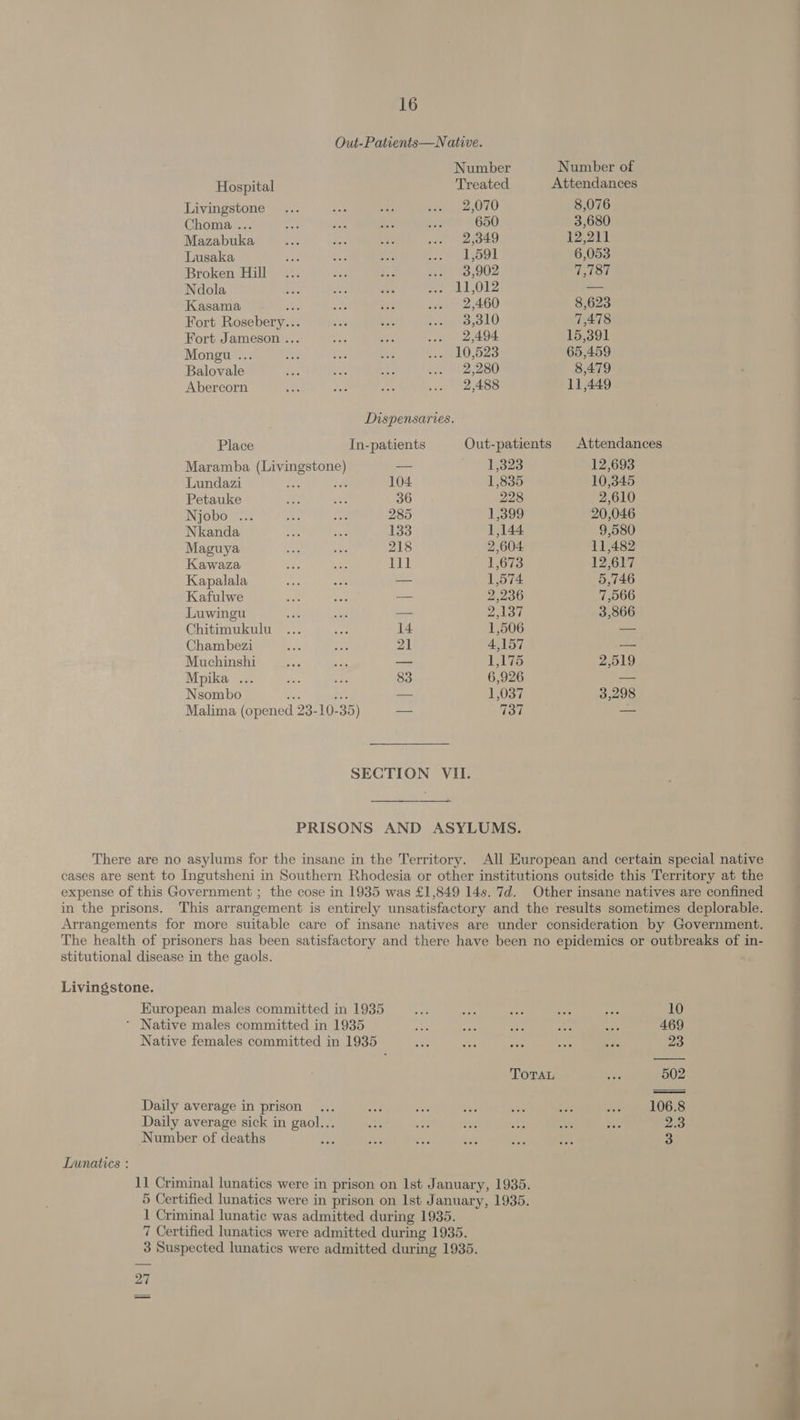 16
Out-Patients—Native.
Hospital Number Treated Number of Attendances
Livingstone ... ... ... ... 2,070 8,076
Choma ... ... ... ... ... 650 3,680
Mazabuka ... ... ... ... 2,349 12,211
Lusaka ... ... ... ... 1,591 6,053
Broken Hill ... ... ... ... 3,902 7,787
Ndola ... ... ... ... 11,012 —
Kasama ... ... ... ... 2,460 8,623
Fort Rosebery... ... ... ... 3,310 7,478
Fort Jameson ... ... ... ... 2,494 15,391
Mongu ... ... ... ... ... 10,523 65,459
Balovale ... ... ... ... 2,280 8,479
Abercorn ... ... ... ... 2,488 11,449
Dispensaries.
Place In-patients Out-patients Attendances
Maramba (Livingstone) — 1,323 12,693
Lundazi ... ... 104 1,835 10,345
Petauke ... ... 36 228 2,610
Njobo ... ... ... 285 1,399 20,046
Nkanda ... ... 133 1,144 9,580
Maguya ... ... 218 2,604 11,482
Kawaza ... ... 111 1,673 12,617
Kapalala ... ... — 1,574 5,746
Kafulwe ... ... — 2,236 7,566
Luwingu ... ... — 2,137 3,866
Chitimukulu ... ... 14 1,506 —
Chambezi ... ... 21 4,157 —
Muchinshi ... ... — 1,175 2,519
Mpika ... ... ... 83 6,926 —
Nsombo ... ... — 1,037 3,298
Malima (opened 23-10-35) — 737 —
SECTION VII.
PRISONS AND ASYLUMS.
There are no asylums for the insane in the Territory. All European and certain special native
cases are sent to Ingutsheni in Southern Rhodesia or other institutions outside this Territory at the
expense of this Government ; the cose in 1935 was £1,849 14s. 7d. Other insane natives are confined
in the prisons. This arrangement is entirely unsatisfactory and the results sometimes deplorable.
Arrangements for more suitable care of insane natives are under consideration by Government.
The health of prisoners has been satisfactory and there have been no epidemics or outbreaks of in-
stitutional disease in the gaols.
Livingstone.
European males committed in 1935 ... ... ... ... ... 10
Native males committed in 1935 ... ... ... ... ... 469
Native females committed in 1935 ... ... ... ... ... 23
TOTAL ... 502
Daily average in prison ... ... ... ... ... ... ... 106.8
Daily average sick in gaol... ... ... ... ... ... ... 2.3
Number of deaths ... ... ... ... ... ... 3
Lunatics :
11 Criminal lunatics were in prison on 1st January, 1935.
5 Certified lunatics were in prison on 1st January, 1935.
1 Criminal lunatic was admitted during 1935.
7 Certified lunatics were admitted during 1935.
3 Suspected lunatics were admitted during 1935.
27